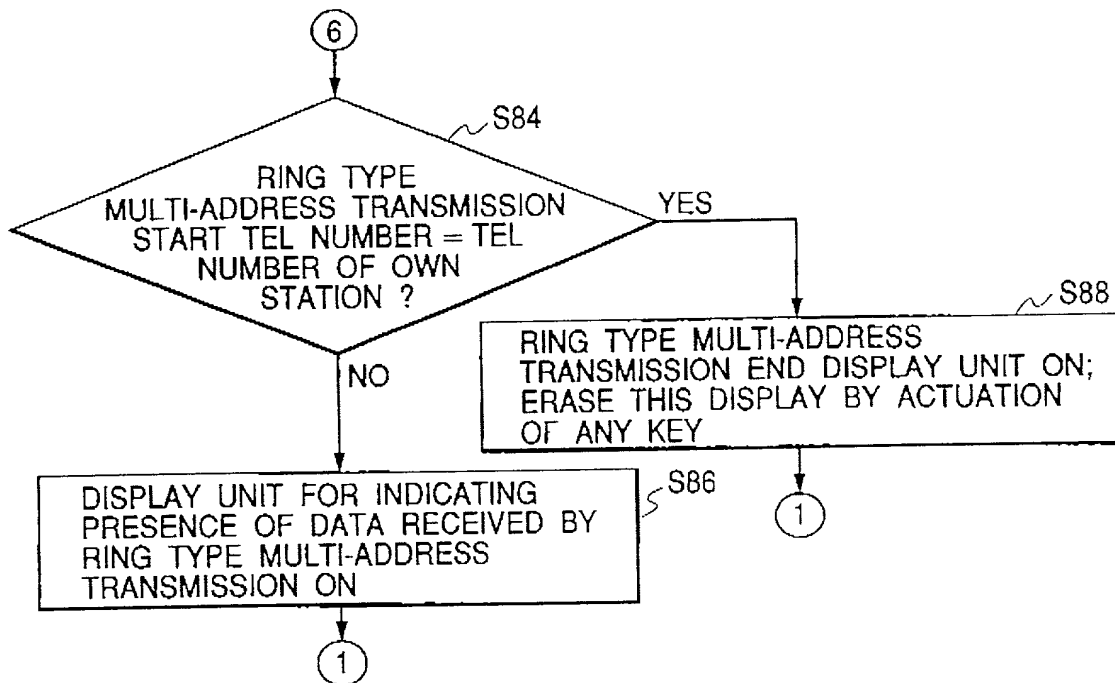 6
S84
RING TYPE
MULTI-ADDRESS TRANSMISSION
START TEL NUMBER = TEL
NUMBER OF OWN
STATION ?
YES
NO
S88
RING TYPE MULTI-ADDRESS
TRANSMISSION END DISPLAY UNIT ON;
ERASE THIS DISPLAY BY ACTUATION
OF ANY KEY
1
S86
DISPLAY UNIT FOR INDICATING
PRESENCE OF DATA RECEIVED BY
RING TYPE MULTI-ADDRESS
TRANSMISSION ON
1